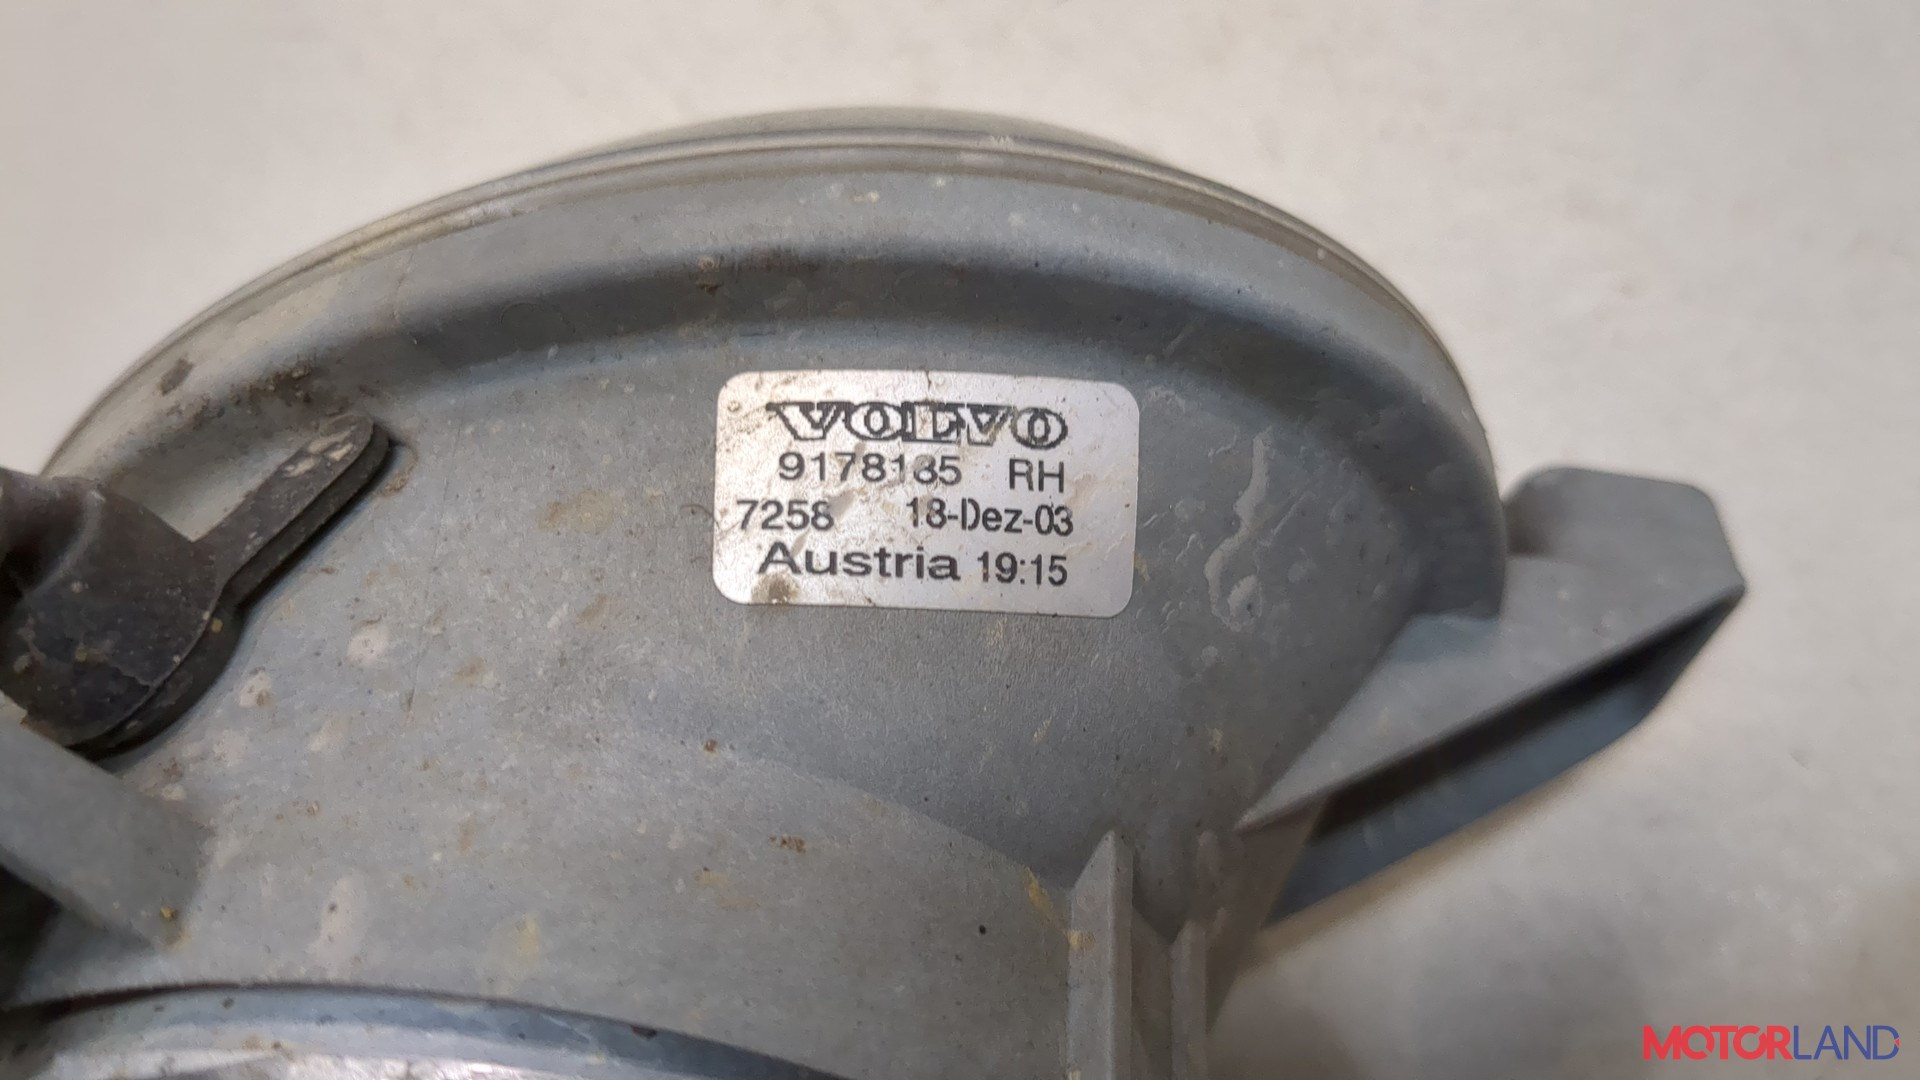 VOLVO
9178185 RH
7258 18-Dez-03
Austria 19:15
MOTORLAND